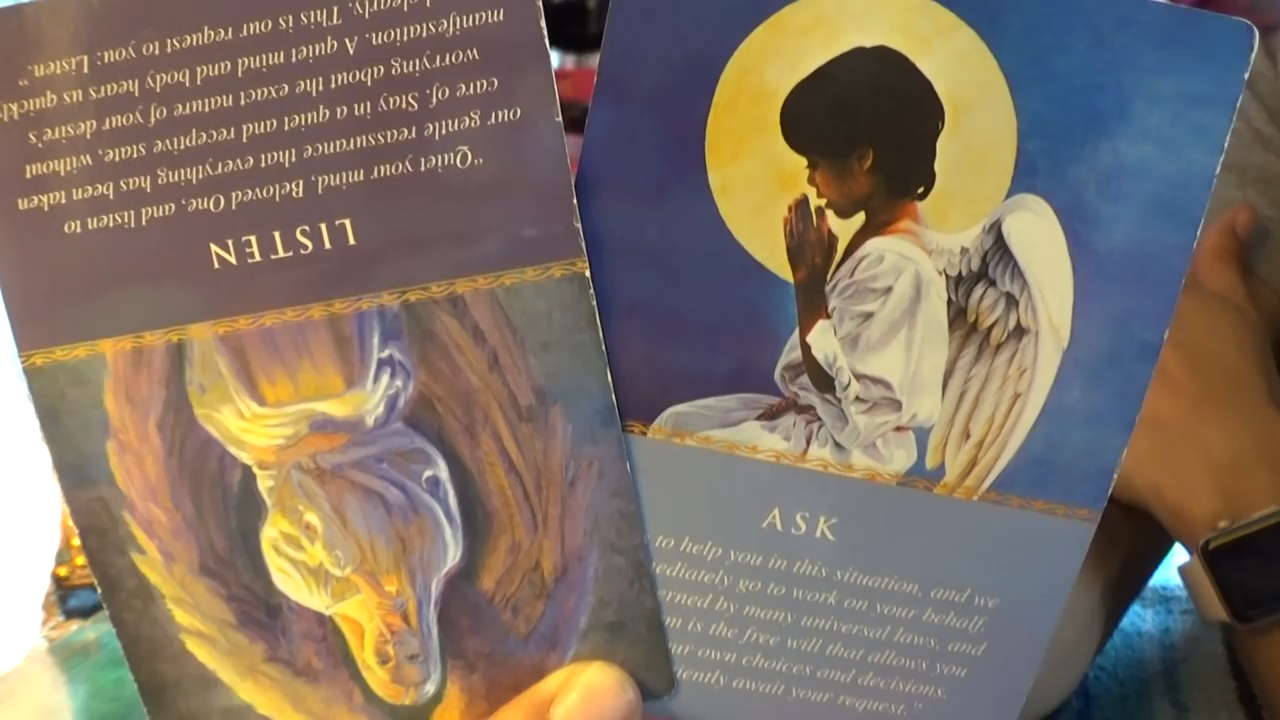 LISTEN
"Quiet your mind, Beloved One, and listen to
our gentle reassurance that everything has been taken
care of. Stay in a quiet and receptive state, without
worrying about the exact nature of your desire's
manifestation. A quiet mind and body hears us quickly
clearly. This is our request to you: Listen."
ASK
to help you in this situation, and we
ediately go to work on your behalf.
erned by many universal laws, and
m is the free will that allows you
ur own choices and decisions.
iently await your request."